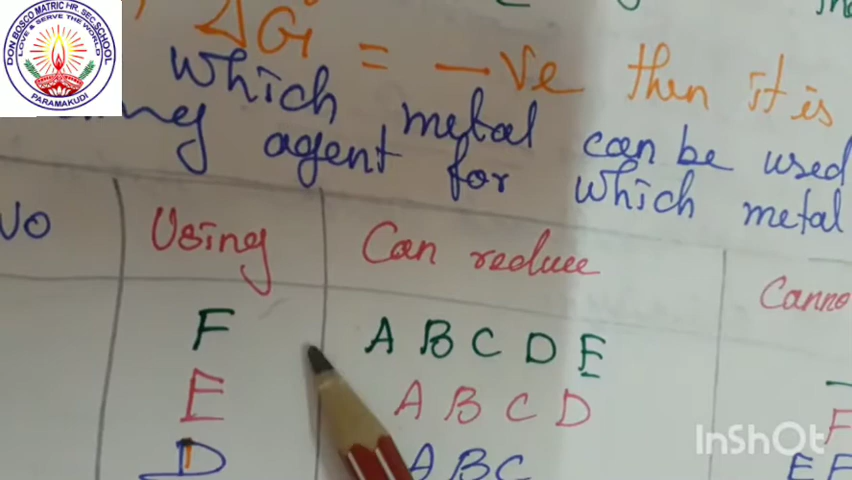 DON BOSCO MATRIC HR. SEC. SCHOOL
LOVE & SERVE THE WORLD
PARAMAKUDI
ΔG = -ve then it is
which metal can be used
agent for which metal
No Using Can reduce
F A B C D E
E A B C D F
D A B C E F
InShOt